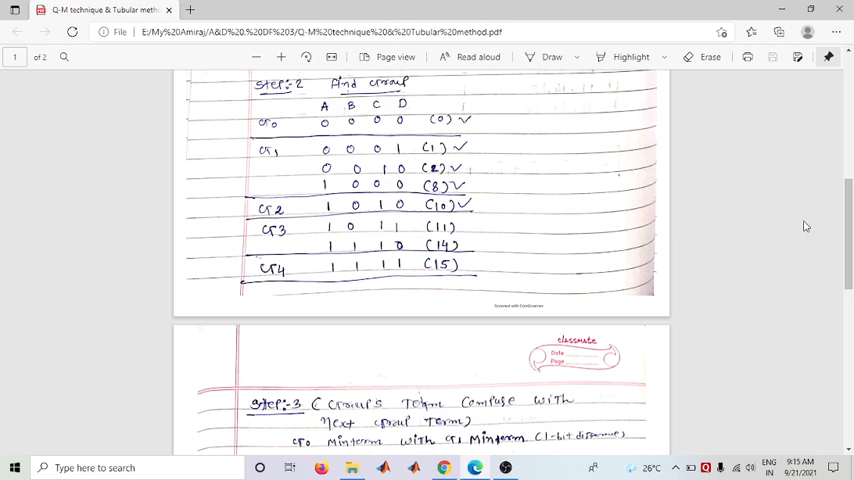 Q-M technique & Tubular meth
E:/My%20Amiraj/A&D%20.%20DF%203/Q-M%20technique%20&%20Tubular%20method.pdf
1 of 2 Page view Read aloud Draw Highlight Erase
Step:-2 Find Group
A B C D
G0 0 0 0 0 (0) ✓
G1 0 0 0 1 (1) ✓
0 0 1 0 (2) ✓
1 0 0 0 (8) ✓
G2 1 0 1 0 (10) ✓
G3 1 0 1 1 (11)
1 1 1 0 (14)
G4 1 1 1 1 (15)
Scanned with CamScanner
classmate
Date
Page
Step:-3 ( Group's Term Compare with
Next Group Term)
G0 Minterm with G1 Minterm (1-bit difference)
Type here to search
26°C
ENG
IN
9:15 AM
9/21/2021